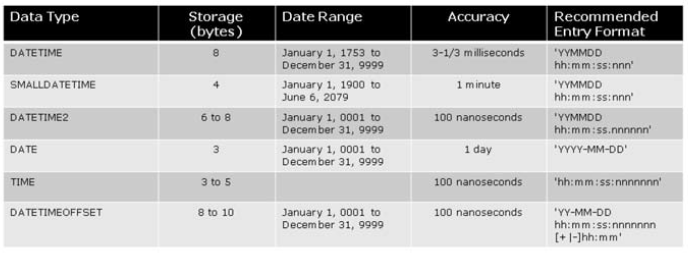 Data Type Storage (bytes) Date Range Accuracy Recommended Entry Format
DATETIME 8 January 1, 1753 to December 31, 9999 3-1/3 milliseconds 'YYMMDD hh:mm:ss:nnn'
SMALLDATETIME 4 January 1, 1900 to June 6, 2079 1 minute 'YYMMDD hh:mm:ss:nnn'
DATETIME2 6 to 8 January 1, 0001 to December 31, 9999 100 nanoseconds 'YYMMDD hh:mm:ss.nnnnnn'
DATE 3 January 1, 0001 to December 31, 9999 1 day 'YYYY-MM-DD'
TIME 3 to 5 100 nanoseconds 'hh:mm:ss:nnnnnnn'
DATETIMEOFFSET 8 to 10 January 1, 0001 to December 31, 9999 100 nanoseconds 'YY-MM-DD hh:mm:ss:nnnnnnn [+|-]hh:mm'